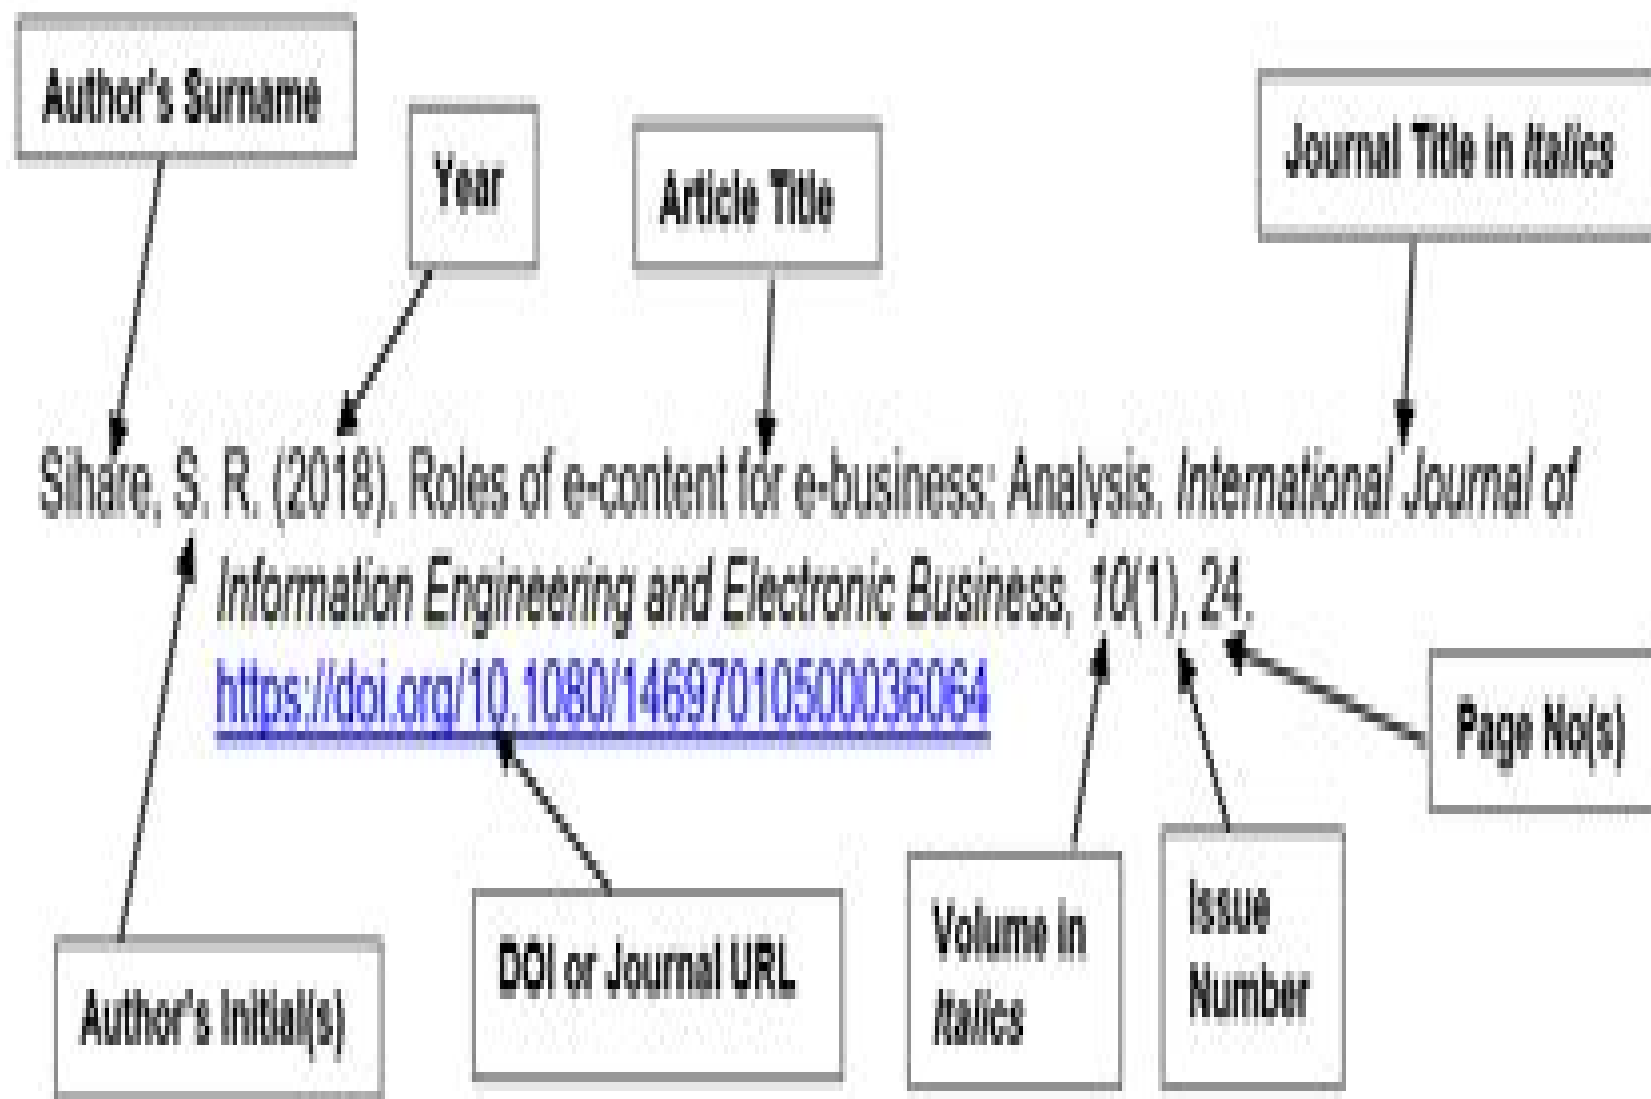 Author's Surname
Year
Article Title
Journal Title in Italics
Sihare, S. R. (2018). Roles of e-content for e-business: Analysis. International Journal of
Information Engineering and Electronic Business, 10(1), 24.
https://doi.org/10.1080/14697010500036064
Page No(s)
Author's Initial(s)
DOI or Journal URL
Volume in
Italics
Issue
Number